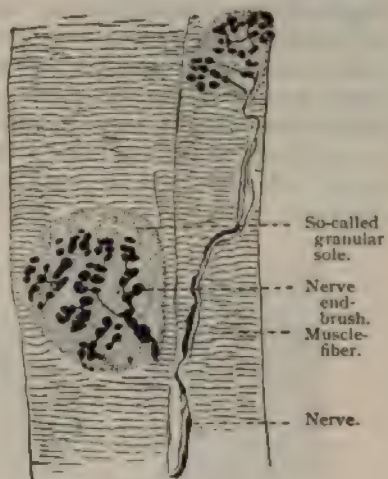 So-called
granular
sole.
Nerve
end-
brush.
Muscle-
fiber.
Nerve.